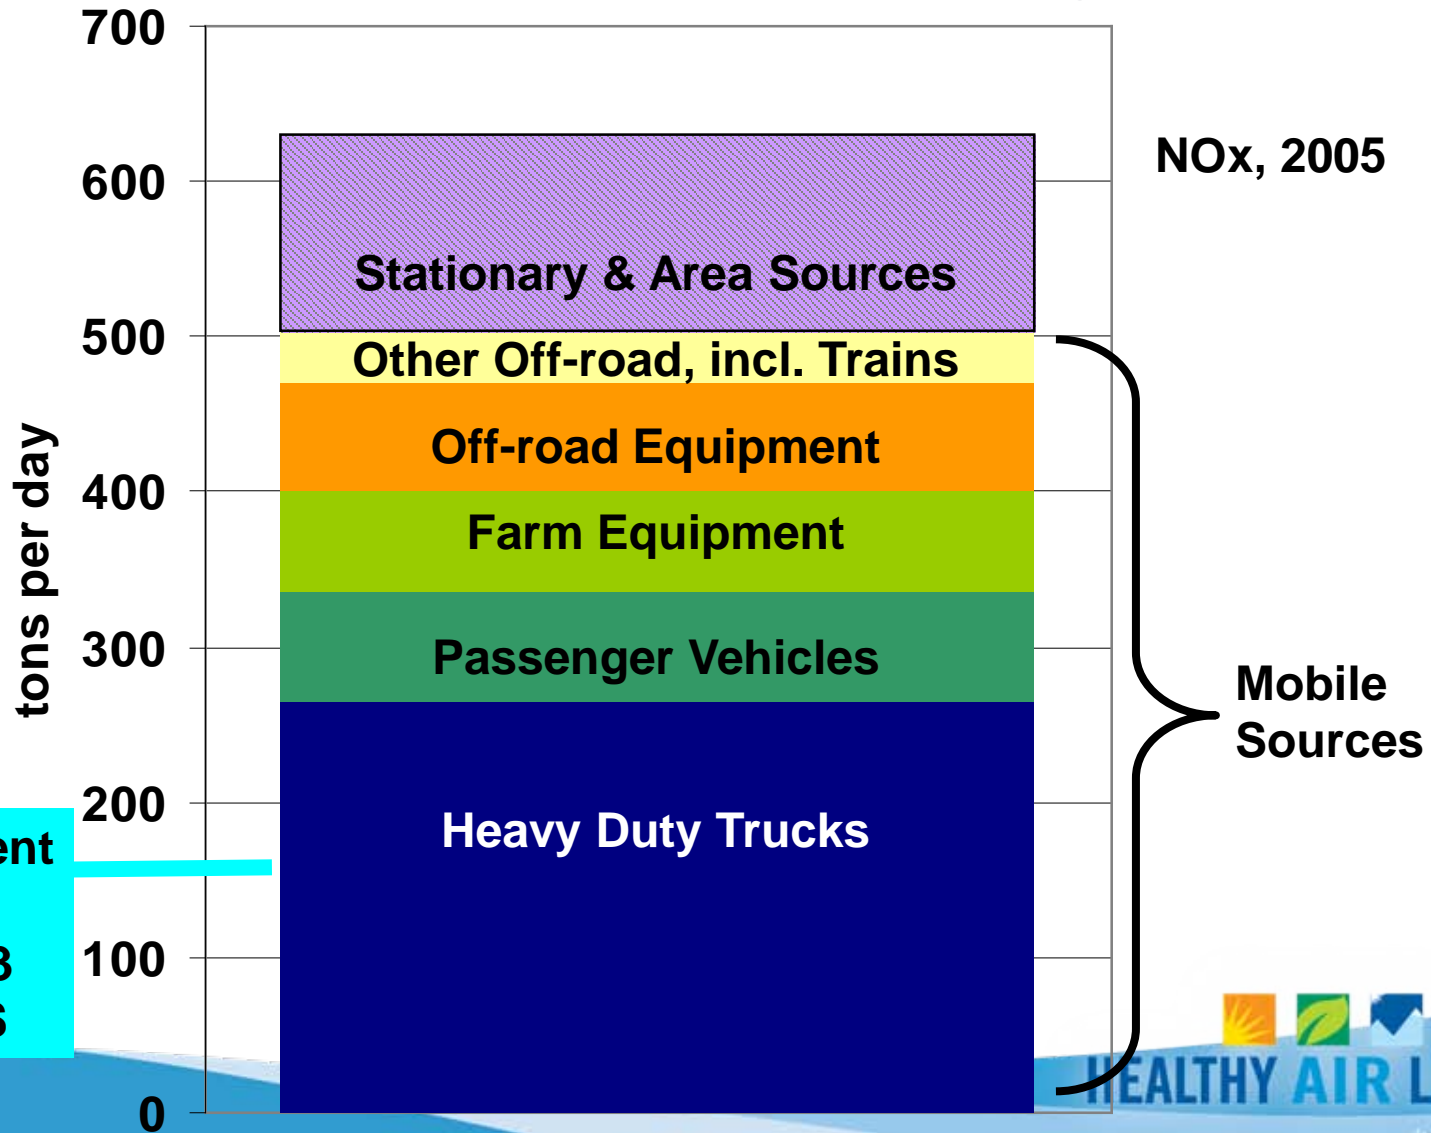 700
600
500
400
300
200
100
0
tons per day
NOx, 2005
Stationary & Area Sources
Other Off-road, incl. Trains
Off-road Equipment
Farm Equipment
Passenger Vehicles
Heavy Duty Trucks
Mobile
Sources
HEALTHY AIR